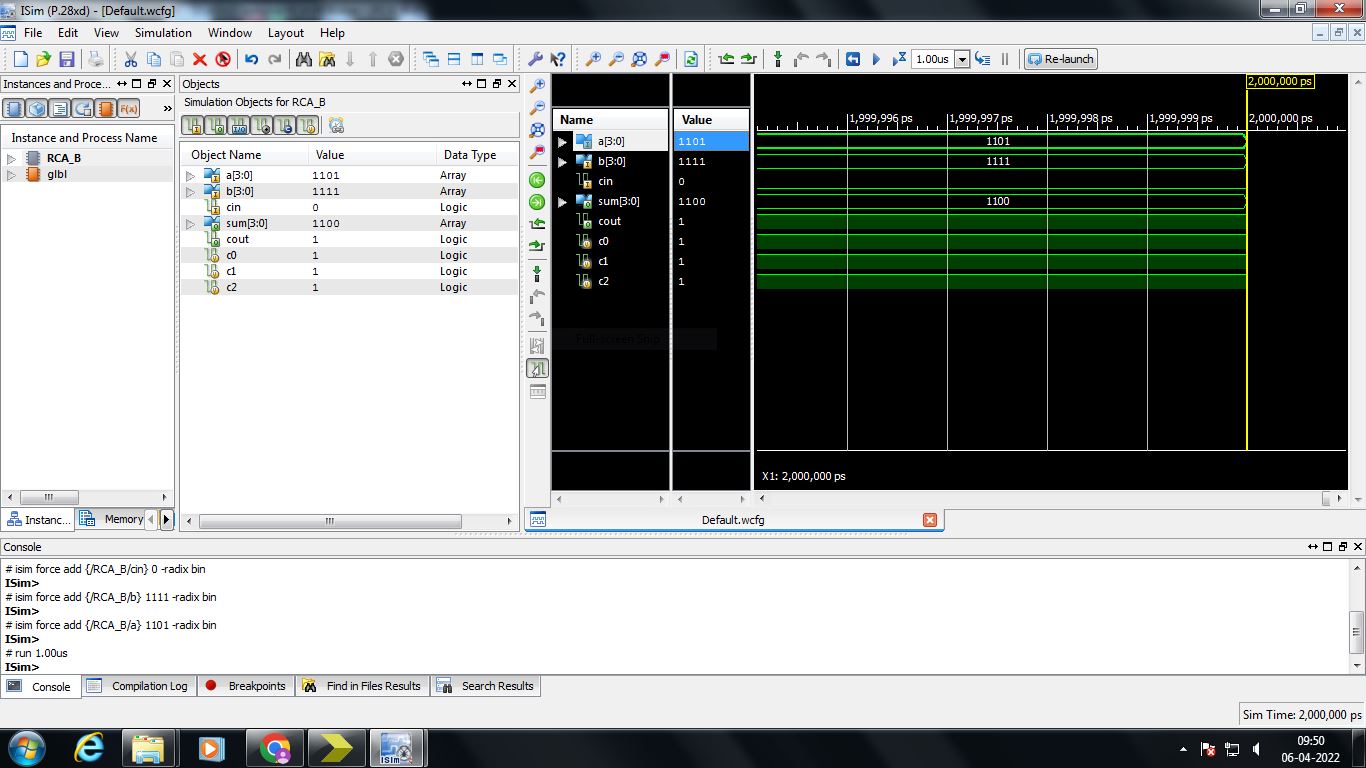 ISim (P.28xd) - [Default.wcfg]
File Edit View Simulation Window Layout Help
1.00us Re-launch
Instances and Proce...
Instance and Process Name
RCA_B
glbl
Instanc... Memory
Objects
Simulation Objects for RCA_B
Object Name Value Data Type
a[3:0] 1101 Array
b[3:0] 1111 Array
cin 0 Logic
sum[3:0] 1100 Array
cout 1 Logic
c0 1 Logic
c1 1 Logic
c2 1 Logic
Name Value
a[3:0] 1101
b[3:0] 1111
cin 0
sum[3:0] 1100
cout 1
c0 1
c1 1
c2 1
Full-screen Snip
2,000,000 ps
1,999,996 ps 1,999,997 ps 1,999,998 ps 1,999,999 ps 2,000,000 ps
1101
1111
1100
X1: 2,000,000 ps
Default.wcfg
Console
# isim force add {/RCA_B/cin} 0 -radix bin
ISim>
# isim force add {/RCA_B/b} 1111 -radix bin
ISim>
# isim force add {/RCA_B/a} 1101 -radix bin
ISim>
# run 1.00us
ISim>
Console Compilation Log Breakpoints Find in Files Results Search Results
Sim Time: 2,000,000 ps
ISim
09:50
06-04-2022